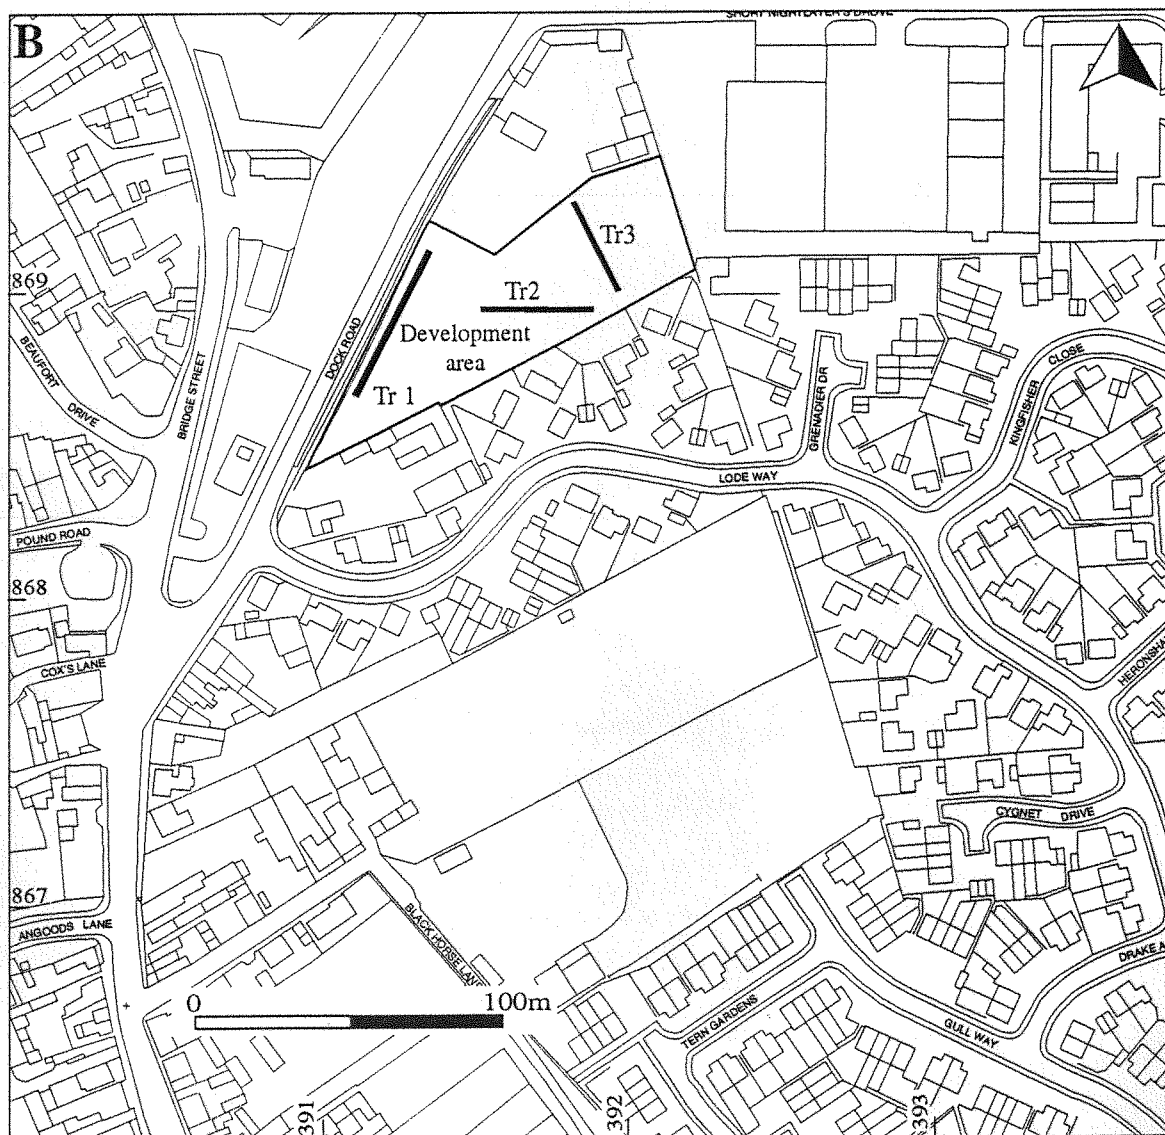 B
SHORT NIGHTLAYER'S DROVE
Tr3
869
Tr2
Development
area
Tr 1
DOCK ROAD
BEAUFORT
DRIVE
BRIDGE STREET
GRENADIER DR
KINGFISHER
CLOSE
LODE WAY
POUND ROAD
868
COX'S LANE
HERONSHA
CYGNET DRIVE
867
ANGOODS LANE
BLACK HORSE LANE
DRAKE A
0
100m
TERN GARDENS
GULL WAY
391
392
393